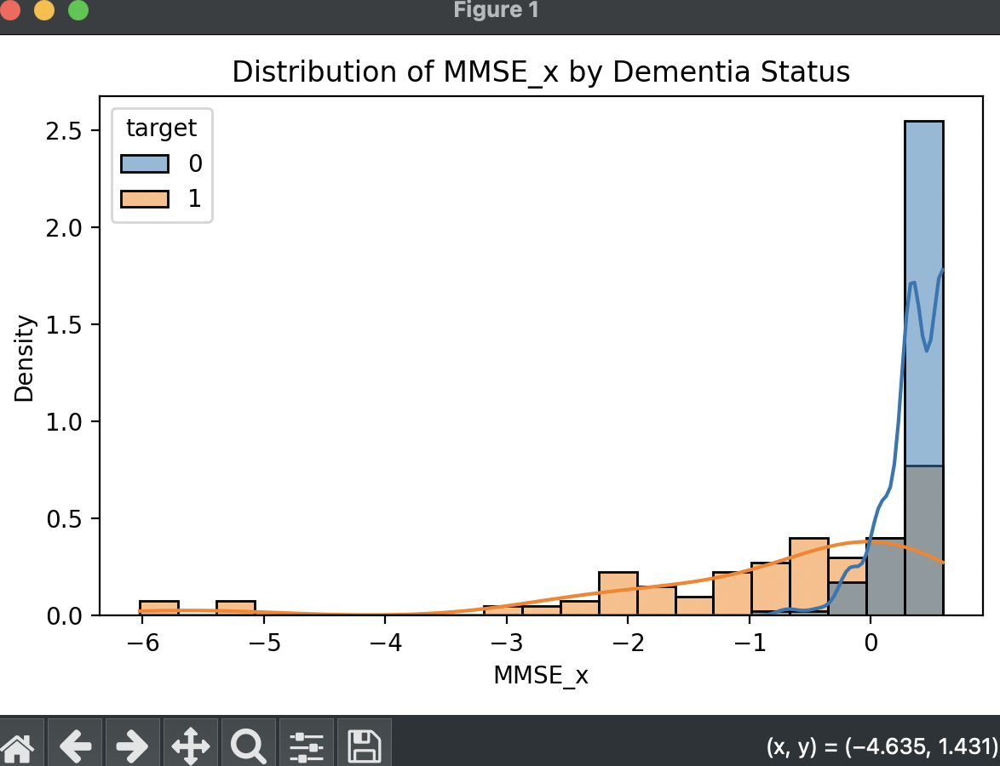 Figure 1
Distribution of MMSE_x by Dementia Status
target
0
1
2.5
2.0
1.5
1.0
0.5
0.0
Density
−6 −5 −4 −3 −2 −1 0
MMSE_x
(x, y) = (−4.635, 1.431)